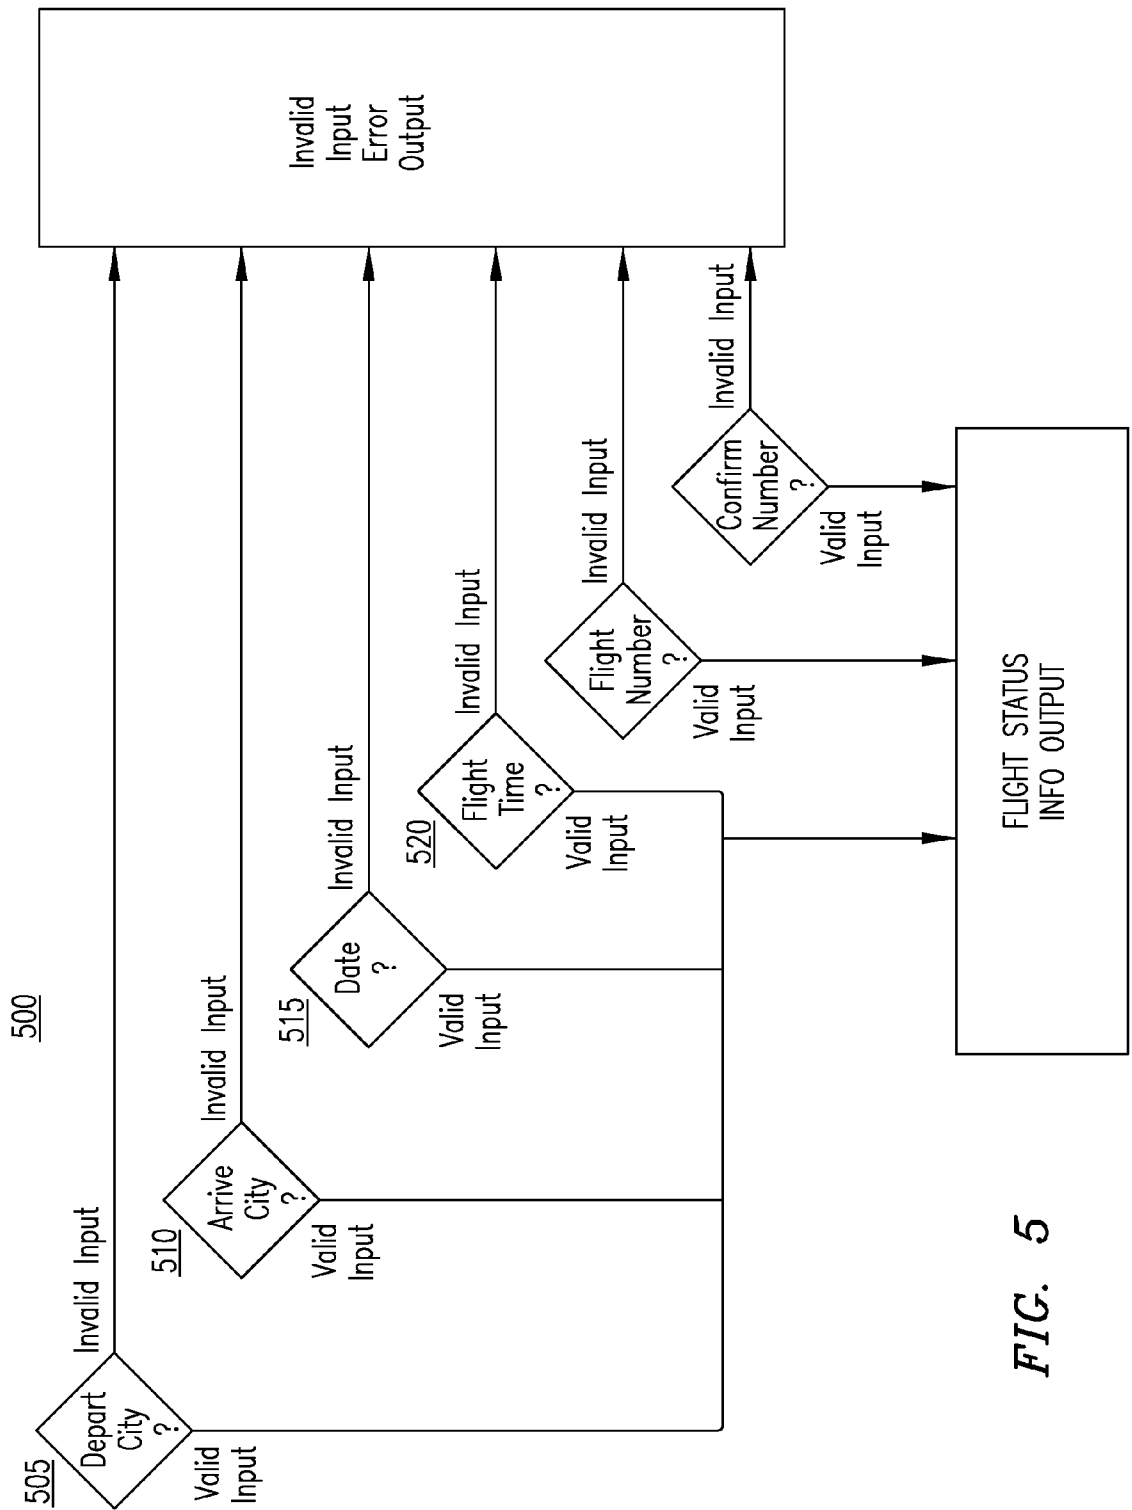 500
505
Depart
City
?
Invalid Input
Valid
Input
510
Arrive
City
?
Invalid Input
Valid
Input
515
Date
?
Invalid Input
Valid
Input
520
Flight
Time
?
Invalid Input
Valid
Input
Flight
Number
?
Invalid Input
Valid
Input
Confirm
Number
?
Invalid Input
Valid
Input
Invalid
Input
Error
Output
FLIGHT STATUS
INFO OUTPUT
FIG. 5